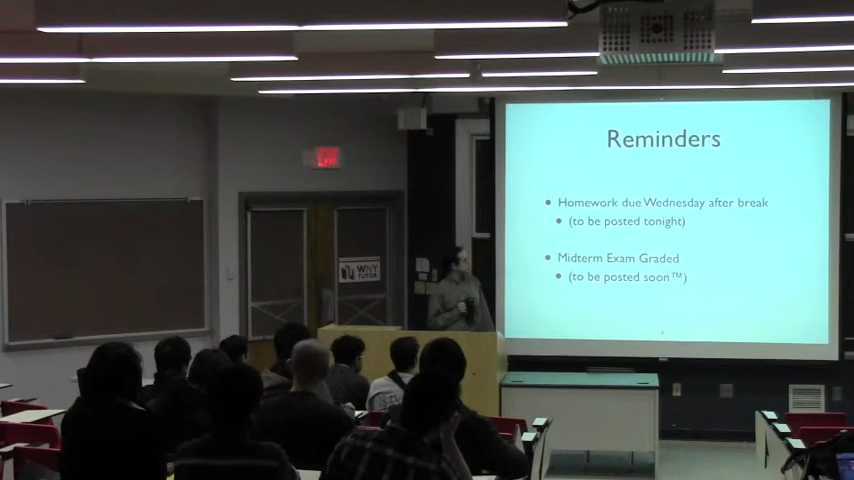 Reminders
• Homework due Wednesday after break
• (to be posted tonight)
• Midterm Exam Graded
• (to be posted soon™)
WNY
TUTOR